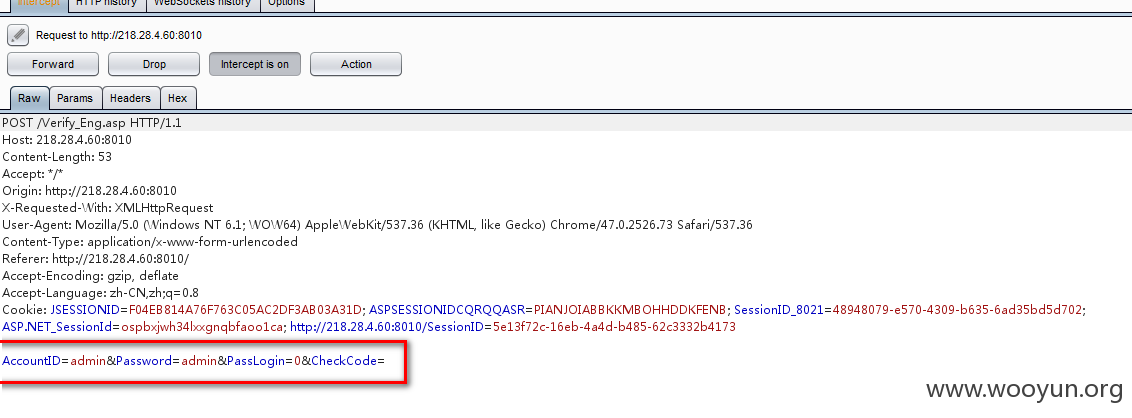 Intercept HTTP history WebSockets history Options
Request to http://218.28.4.60:8010
Forward Drop Intercept is on Action
Raw Params Headers Hex
POST /Verify_Eng.asp HTTP/1.1
Host: 218.28.4.60:8010
Content-Length: 53
Accept: */*
Origin: http://218.28.4.60:8010
X-Requested-With: XMLHttpRequest
User-Agent: Mozilla/5.0 (Windows NT 6.1; WOW64) AppleWebKit/537.36 (KHTML, like Gecko) Chrome/47.0.2526.73 Safari/537.36
Content-Type: application/x-www-form-urlencoded
Referer: http://218.28.4.60:8010/
Accept-Encoding: gzip, deflate
Accept-Language: zh-CN,zh;q=0.8
Cookie: JSESSIONID=F04EB814A76F763C05AC2DF3AB03A31D; ASPSESSIONIDCQRQQASR=PIANJOIABBKKMBOHHDDKFENB; SessionID_8021=48948079-e570-4309-b635-6ad35bd5d702;
ASP.NET_SessionId=ospbxjwh34lxxgnqbfaoo1ca; http://218.28.4.60:8010/SessionID=5e13f72c-16eb-4a4d-b485-62c3332b4173
AccountID=admin&Password=admin&PassLogin=0&CheckCode=
www.wooyun.org